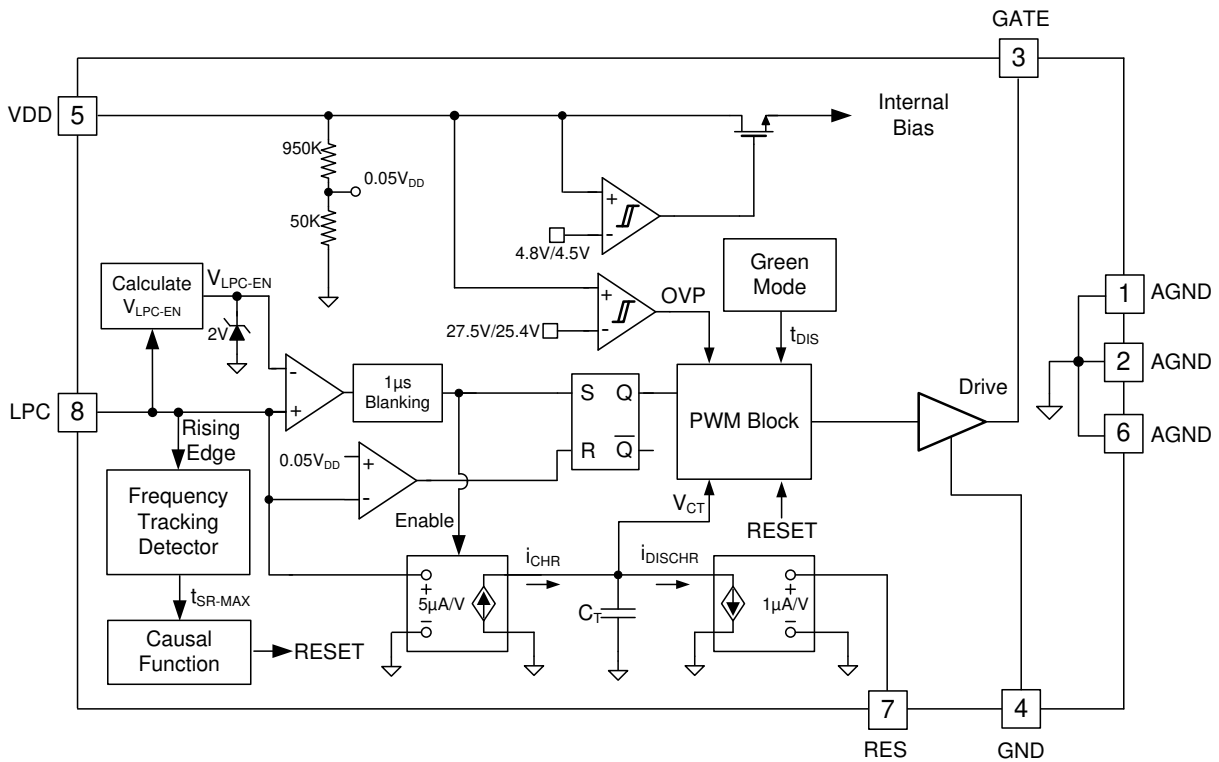 GATE
3
VDD
5
Internal
Bias
950K
0.05VDD
50K
+
-
4.8V/4.5V
Calculate
VLPC-EN
VLPC-EN
2V
Green
Mode
+
-
OVP
27.5V/25.4V
tDIS
1
AGND
2
AGND
6
AGND
LPC
8
-
+
1µs
Blanking
S
Q
R
Q
PWM Block
Drive
Rising
Edge
0.05VDD
+
-
Frequency
Tracking
Detector
Enable
VCT
RESET
tSR-MAX
Causal
Function
RESET
+
5µA/V
-
iCHR
CT
iDISCHR
+
1µA/V
-
7
RES
4
GND